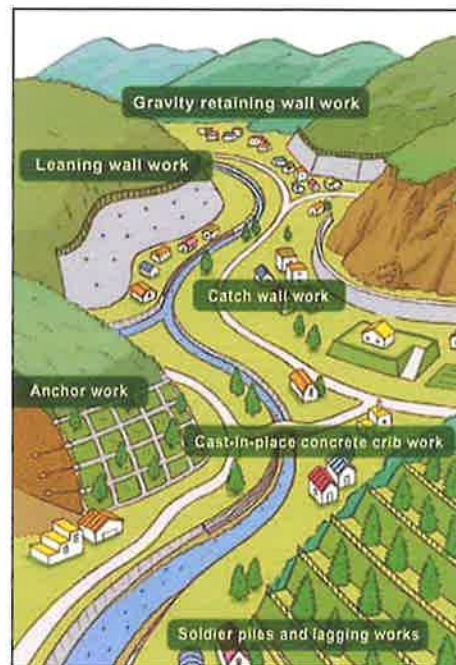 Gravity retaining wall work
Leaning wall work
Catch wall work
Anchor work
Cast-in-place concrete crib work
Soldier piles and lagging works